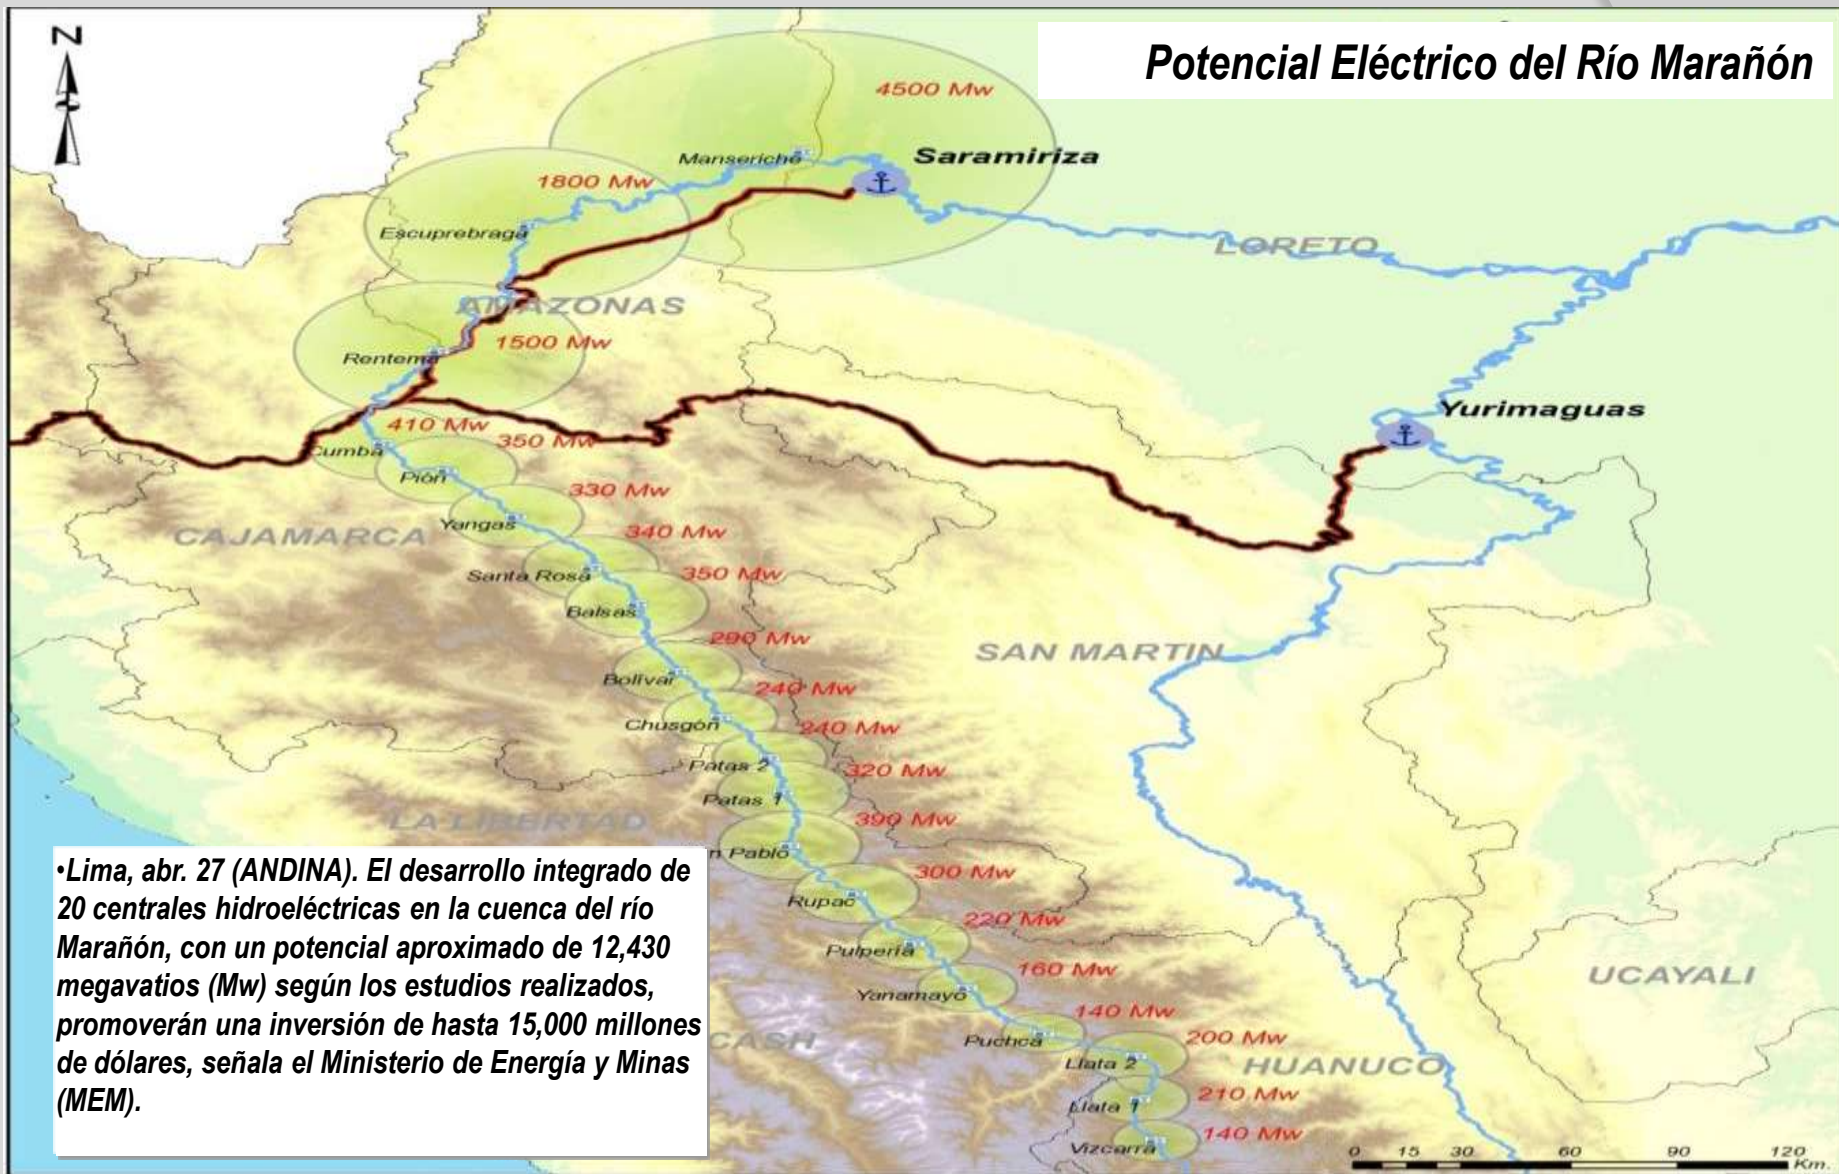 N
Potencial Eléctrico del Río Marañón
4500 Mw
Manseriche
Saramiriza
1800 Mw
Escuprebraga
LORETO
AMAZONAS
1500 Mw
Rentema
Yurimaguas
410 Mw
Cumba
350 Mw
Pión
330 Mw
Yangas
CAJAMARCA
340 Mw
Santa Rosa
350 Mw
Balsas
290 Mw
SAN MARTIN
Bolívar
240 Mw
Chusgón
240 Mw
Patas 2
320 Mw
Patas 1
LA LIBERTAD
390 Mw
n Pablo
300 Mw
Rupac
220 Mw
Pulpería
160 Mw
Yanamayo
UCAYALI
140 Mw
Puchca
CASH
200 Mw
Llata 2
HUANUCO
210 Mw
Llata 1
140 Mw
Vizcarra
•Lima, abr. 27 (ANDINA). El desarrollo integrado de
20 centrales hidroeléctricas en la cuenca del río
Marañón, con un potencial aproximado de 12,430
megavatios (Mw) según los estudios realizados,
promoverán una inversión de hasta 15,000 millones
de dólares, señala el Ministerio de Energía y Minas
(MEM).
0 15 30 60 90 120
Km.